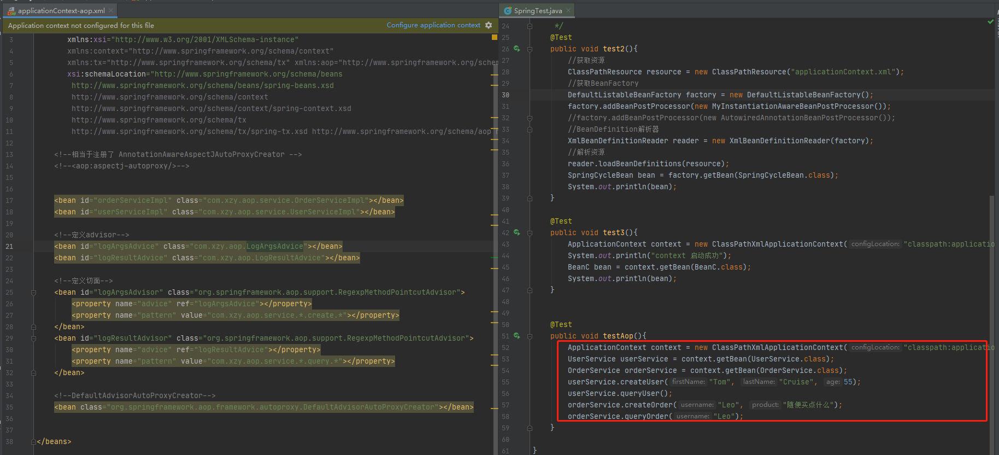 applicationContext-aop.xml
Application context not configured for this file
Configure application context
3 xmlns:xsi="http://www.w3.org/2001/XMLSchema-instance"
4 xmlns:context="http://www.springframework.org/schema/context"
5 xmlns:tx="http://www.springframework.org/schema/tx" xmlns:aop="http://www.springframework.org/schem
6 xsi:schemaLocation="http://www.springframework.org/schema/beans
7 http://www.springframework.org/schema/beans/spring-beans.xsd
8 http://www.springframework.org/schema/context
9 http://www.springframework.org/schema/context/spring-context.xsd
10 http://www.springframework.org/schema/tx
11 http://www.springframework.org/schema/tx/spring-tx.xsd http://www.springframework.org/schema/aop
12
13 <!--相当于注册了 AnnotationAwareAspectJAutoProxyCreator -->
14 <!--<aop:aspectj-autoproxy/>-->
15
16
17 <bean id="orderServiceImpl" class="com.xzy.aop.service.OrderServiceImpl"></bean>
18 <bean id="userServiceImpl" class="com.xzy.aop.service.UserServiceImpl"></bean>
19
20 <!--定义advisor-->
21 <bean id="logArgsAdvice" class="com.xzy.aop.LogArgsAdvice"></bean>
22 <bean id="logResultAdvice" class="com.xzy.aop.LogResultAdvice"></bean>
23
24 <!--定义切面-->
25 <bean id="logArgsAdvisor" class="org.springframework.aop.support.RegexpMethodPointcutAdvisor">
26 <property name="advice" ref="logArgsAdvice"></property>
27 <property name="pattern" value="com.xzy.aop.service.*.create.*"></property>
28 </bean>
29 <bean id="logResultAdvisor" class="org.springframework.aop.support.RegexpMethodPointcutAdvisor">
30 <property name="advice" ref="logResultAdvice"></property>
31 <property name="pattern" value="com.xzy.aop.service.*.query.*"></property>
32 </bean>
33
34 <!--DefaultAdvisorAutoProxyCreator-->
35 <bean class="org.springframework.aop.framework.autoproxy.DefaultAdvisorAutoProxyCreator"></bean>
36
37
38 </beans>
SpringTest.java
24 */
25 @Test
26 public void test2(){
27 //获取资源
28 ClassPathResource resource = new ClassPathResource("applicationContext.xml");
29 //获取BeanFactory
30 DefaultListableBeanFactory factory = new DefaultListableBeanFactory();
31 factory.addBeanPostProcessor(new MyInstantiationAwareBeanPostProcessor());
32 //factory.addBeanPostProcessor(new AutowiredAnnotationBeanPostProcessor());
33 //BeanDefinition解析器
34 XmlBeanDefinitionReader reader = new XmlBeanDefinitionReader(factory);
35 //解析资源
36 reader.loadBeanDefinitions(resource);
37 SpringCycleBean bean = factory.getBean(SpringCycleBean.class);
38 System.out.println(bean);
39 }
40
41 @Test
42 public void test3(){
43 ApplicationContext context = new ClassPathXmlApplicationContext( configLocation: "classpath:applicatio
44 System.out.println("context 启动成功");
45 BeanC bean = context.getBean(BeanC.class);
46 System.out.println(bean);
47 }
48
49
50 @Test
51 public void testAop(){
52 ApplicationContext context = new ClassPathXmlApplicationContext( configLocation: "classpath:applicatio
53 UserService userService = context.getBean(UserService.class);
54 OrderService orderService = context.getBean(OrderService.class);
55 userService.createUser( firstName: "Tom", lastName: "Cruise", age: 55);
56 userService.queryUser();
57 orderService.createOrder( username: "Leo", product: "随便买点什么");
58 orderService.queryOrder( username: "Leo");
59 }
60
61 }